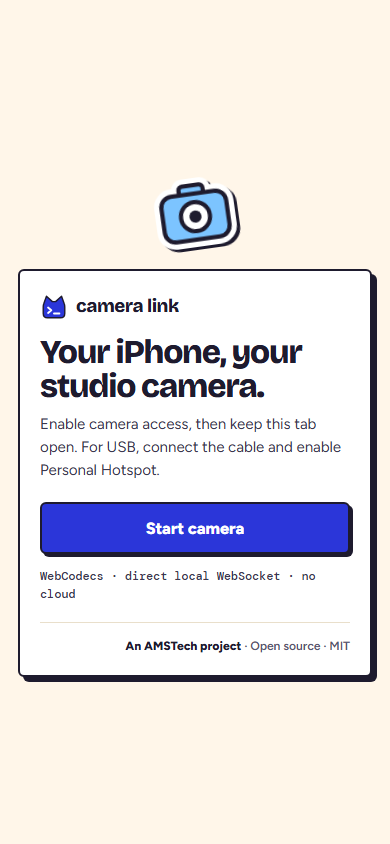 camera link
Your iPhone, your
studio camera.
Enable camera access, then keep this tab
open. For USB, connect the cable and enable
Personal Hotspot.
Start camera
WebCodecs · direct local WebSocket · no
cloud
An AMSTech project · Open source · MIT